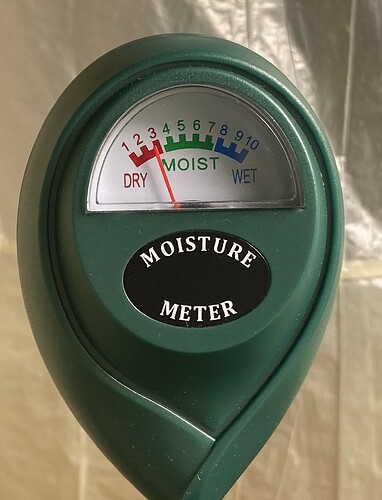 1 2 3 4 5 6 7 8 9 10
DRY MOIST WET
MOISTURE
METER